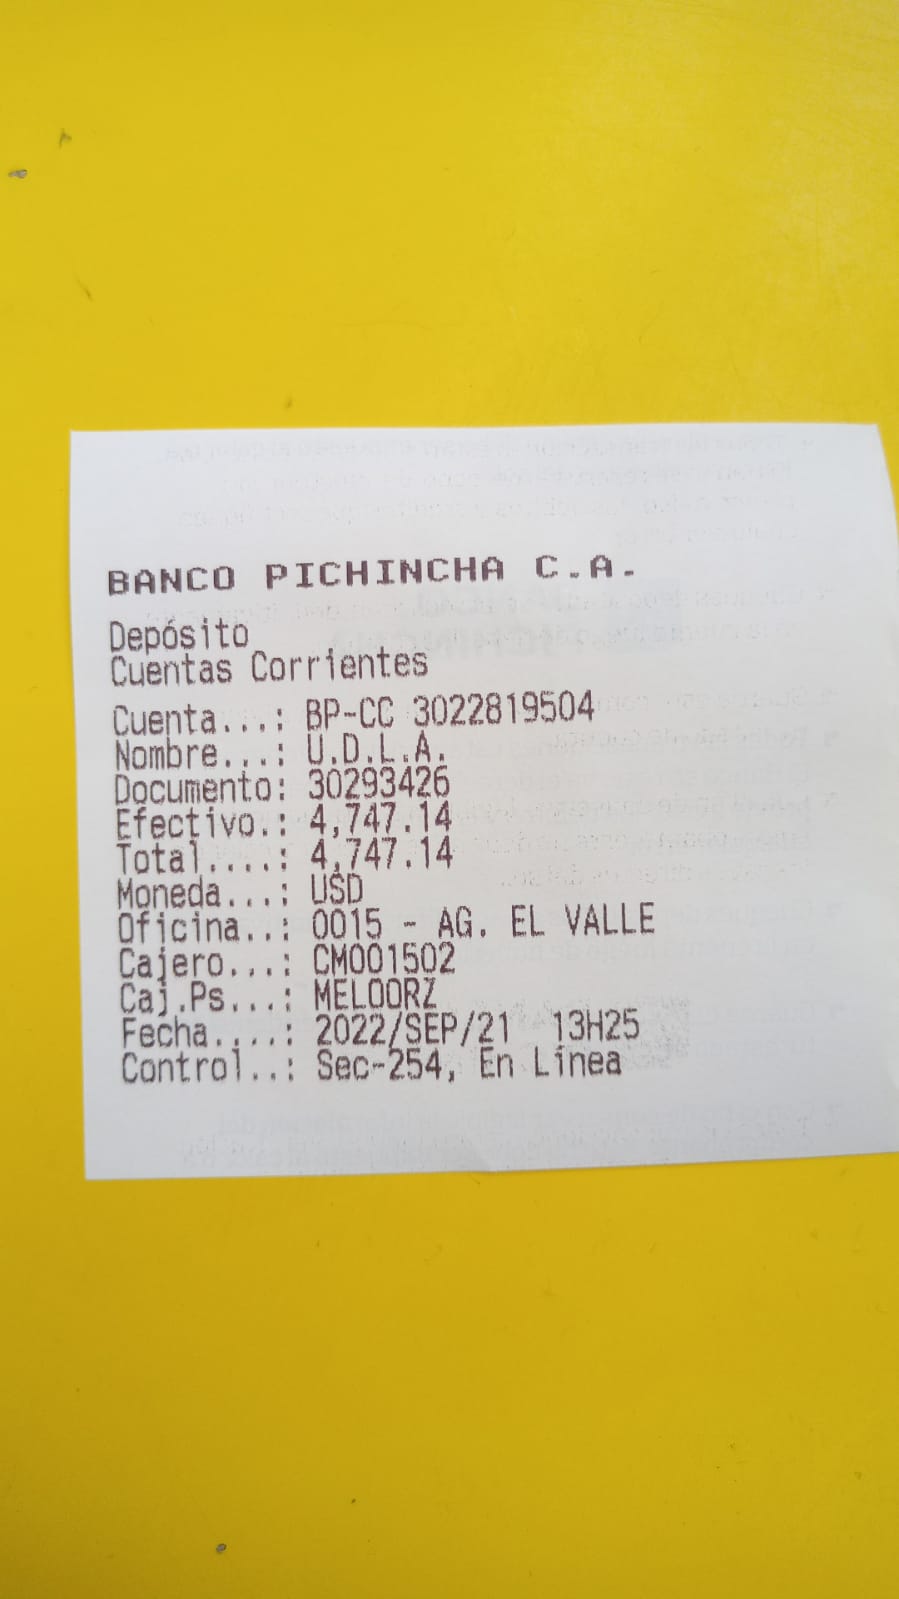 BANCO PICHINCHA C.A.
Depósito
Cuentas Corrientes
Cuenta...: BP-CC 3022819504
Nombre...: U.D.L.A.
Documento: 30293426
Efectivo.: 4,747.14
Total....: 4,747.14
Moneda...: USD
Oficina..: 0015 - AG. EL VALLE
Cajero...: CM001502
Caj.Ps...: MELOORZ
Fecha....: 2022/SEP/21 13H25
Control..: Sec-254, En Línea